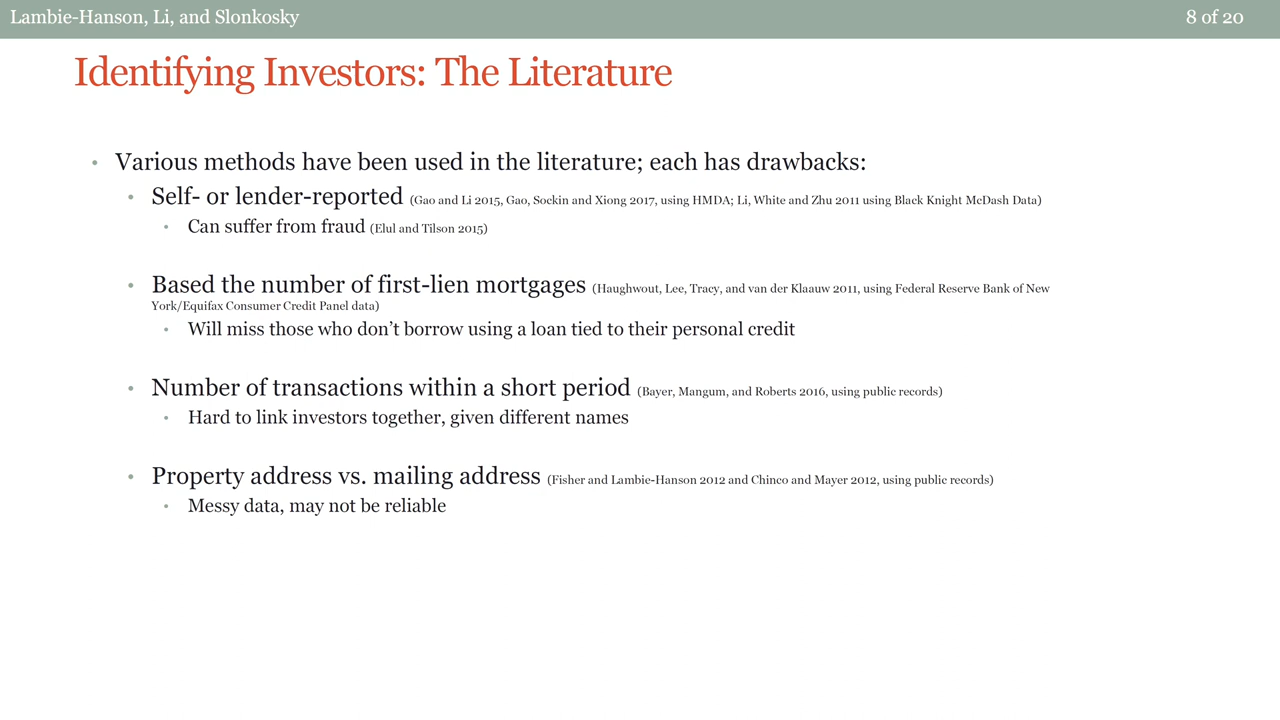 Lambie-Hanson, Li, and Slonkosky 8 of 20
Identifying Investors: The Literature
• Various methods have been used in the literature; each has drawbacks:
• Self- or lender-reported (Gao and Li 2015, Gao, Sockin and Xiong 2017, using HMDA; Li, White and Zhu 2011 using Black Knight McDash Data)
• Can suffer from fraud (Elul and Tilson 2015)
• Based the number of first-lien mortgages (Haughwout, Lee, Tracy, and van der Klaauw 2011, using Federal Reserve Bank of New
York/Equifax Consumer Credit Panel data)
• Will miss those who don’t borrow using a loan tied to their personal credit
• Number of transactions within a short period (Bayer, Mangum, and Roberts 2016, using public records)
• Hard to link investors together, given different names
• Property address vs. mailing address (Fisher and Lambie-Hanson 2012 and Chinco and Mayer 2012, using public records)
• Messy data, may not be reliable